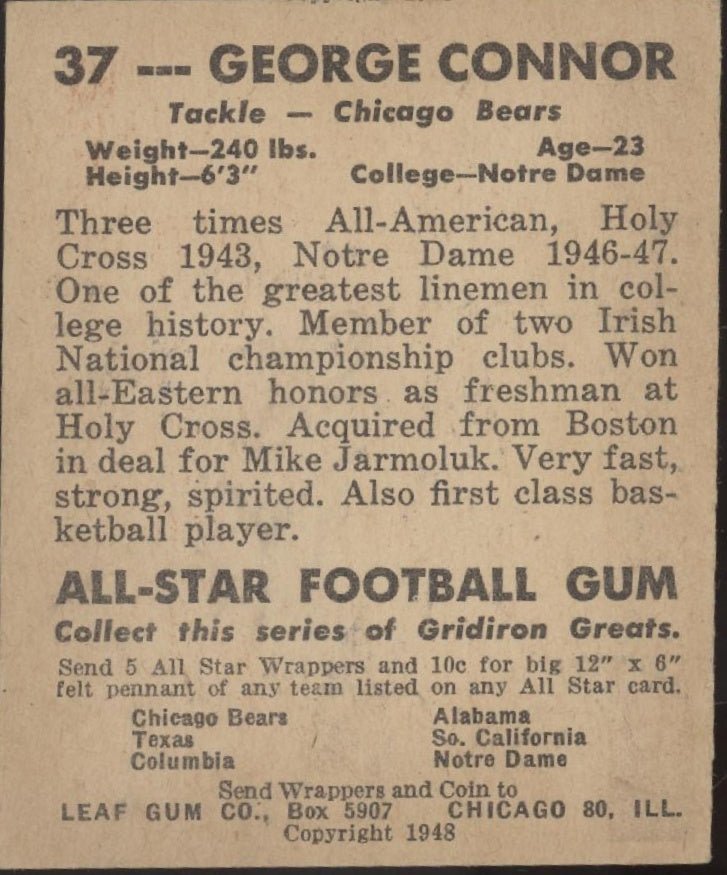 37 --- GEORGE CONNOR
Tackle — Chicago Bears
Weight—240 lbs. Age—23
Height—6'3" College—Notre Dame
Three times All-American, Holy
Cross 1943, Notre Dame 1946-47.
One of the greatest linemen in col-
lege history. Member of two Irish
National championship clubs. Won
all-Eastern honors as freshman at
Holy Cross. Acquired from Boston
in deal for Mike Jarmoluk. Very fast,
strong, spirited. Also first class bas-
ketball player.
ALL-STAR FOOTBALL GUM
Collect this series of Gridiron Greats.
Send 5 All Star Wrappers and 10c for big 12" x 6"
felt pennant of any team listed on any All Star card.
Chicago Bears Alabama
Texas So. California
Columbia Notre Dame
Send Wrappers and Coin to
LEAF GUM CO., Box 5907 CHICAGO 80, ILL.
Copyright 1948